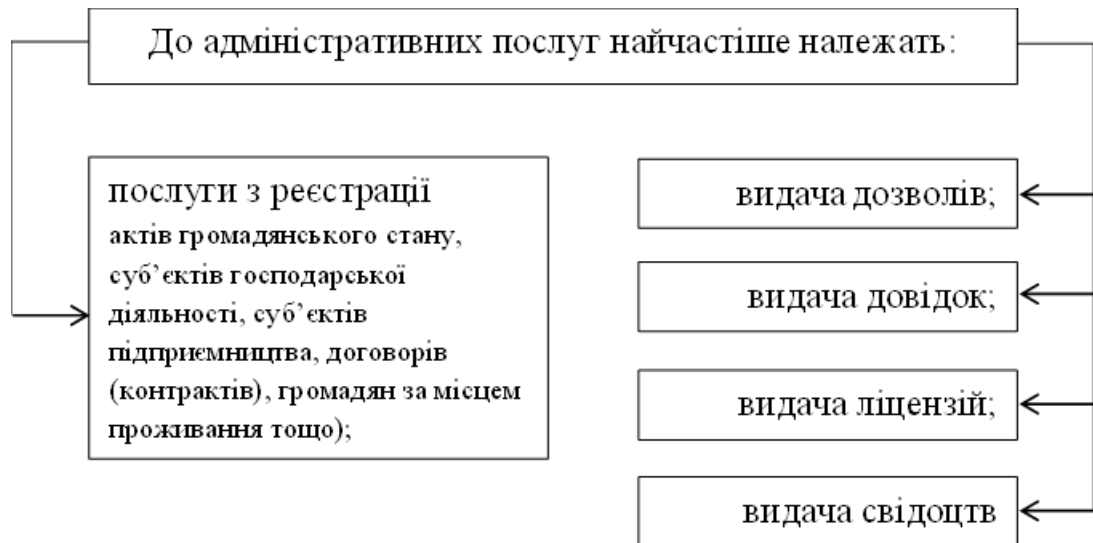 До адміністративних послуг найчастіше належать:
послуги з реєстрації
актів громадянського стану,
суб’єктів господарської
діяльності, суб’єктів
підприємництва, договорів
(контрактів), громадян за місцем
проживання тощо);
видача дозволів;
видача довідок;
видача ліцензій;
видача свідоцтв